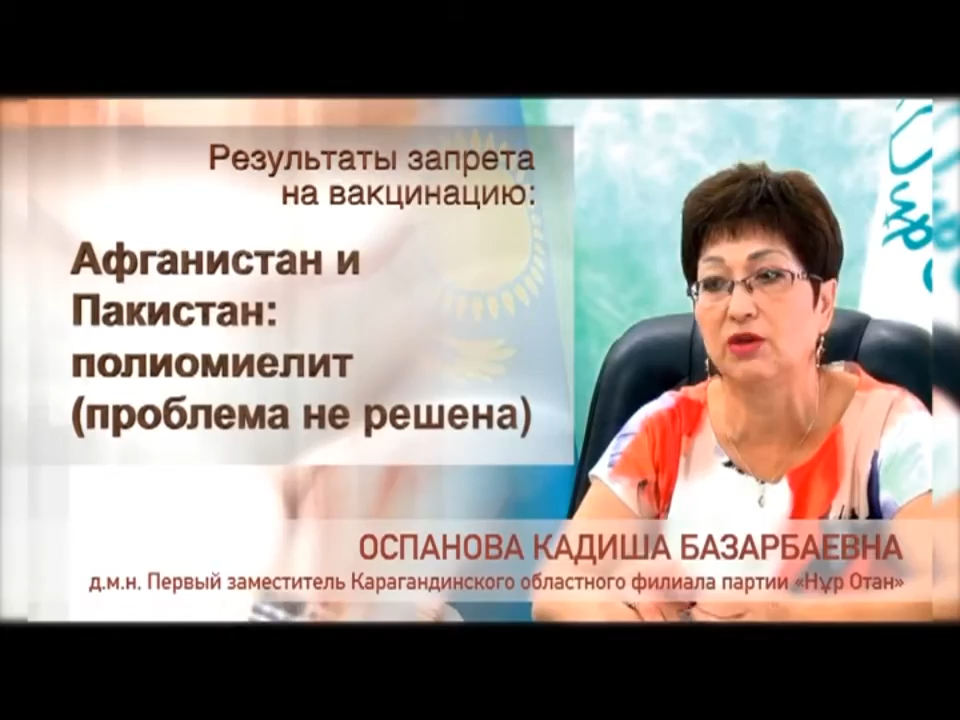 Результаты запрета
на вакцинацию:
Афганистан и
Пакистан:
полиомиелит
(проблема не решена)
ОСПАНОВА КАДИША БАЗАРБАЕВНА
д.м.н. Первый заместитель Карагандинского областного филиала партии «Нұр Отан»